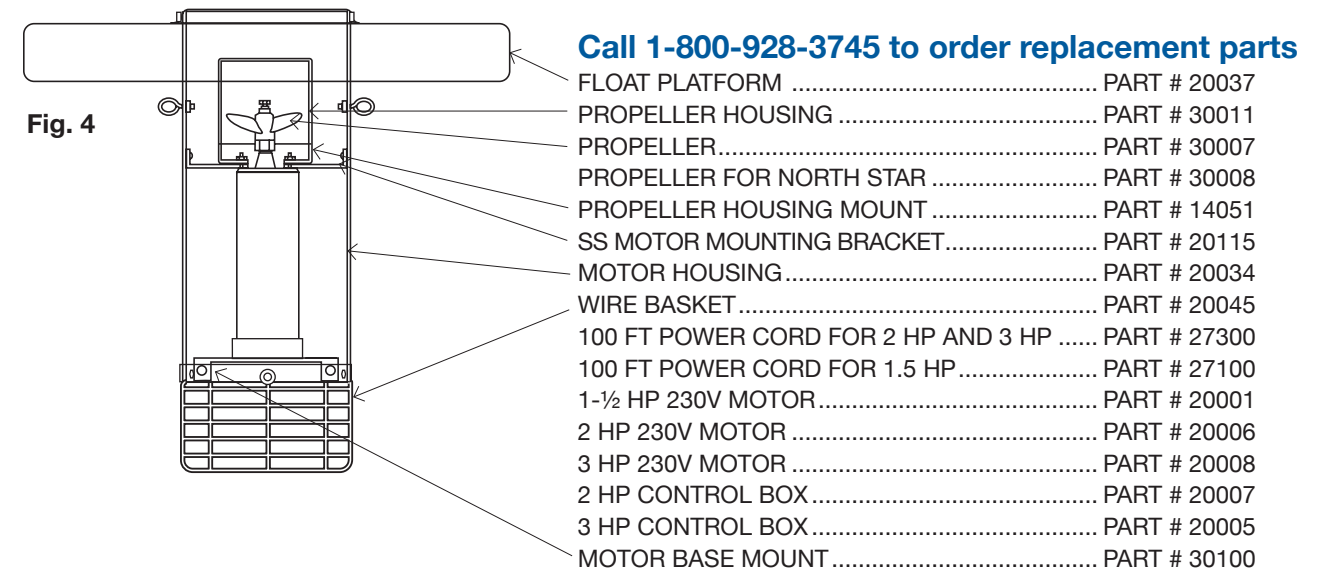 Call 1-800-928-3745 to order replacement parts
FLOAT PLATFORM ............................................... PART # 20037
Fig. 4
PROPELLER HOUSING ........................................ PART # 30011
PROPELLER.......................................................... PART # 30007
PROPELLER FOR NORTH STAR ......................... PART # 30008
PROPELLER HOUSING MOUNT ......................... PART # 14051
SS MOTOR MOUNTING BRACKET....................... PART # 20115
MOTOR HOUSING................................................ PART # 20034
WIRE BASKET....................................................... PART # 20045
100 FT POWER CORD FOR 2 HP AND 3 HP ...... PART # 27300
100 FT POWER CORD FOR 1.5 HP..................... PART # 27100
1-½ HP 230V MOTOR........................................... PART # 20001
2 HP 230V MOTOR ............................................... PART # 20006
3 HP 230V MOTOR ............................................... PART # 20008
2 HP CONTROL BOX............................................ PART # 20007
3 HP CONTROL BOX............................................ PART # 20005
MOTOR BASE MOUNT......................................... PART # 30100